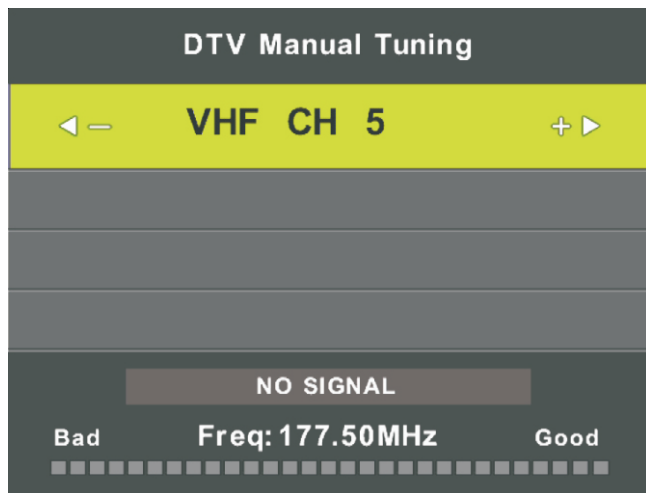 DTV Manual Tuning
− VHF CH 5 +
NO SIGNAL
Bad Freq: 177.50MHz Good